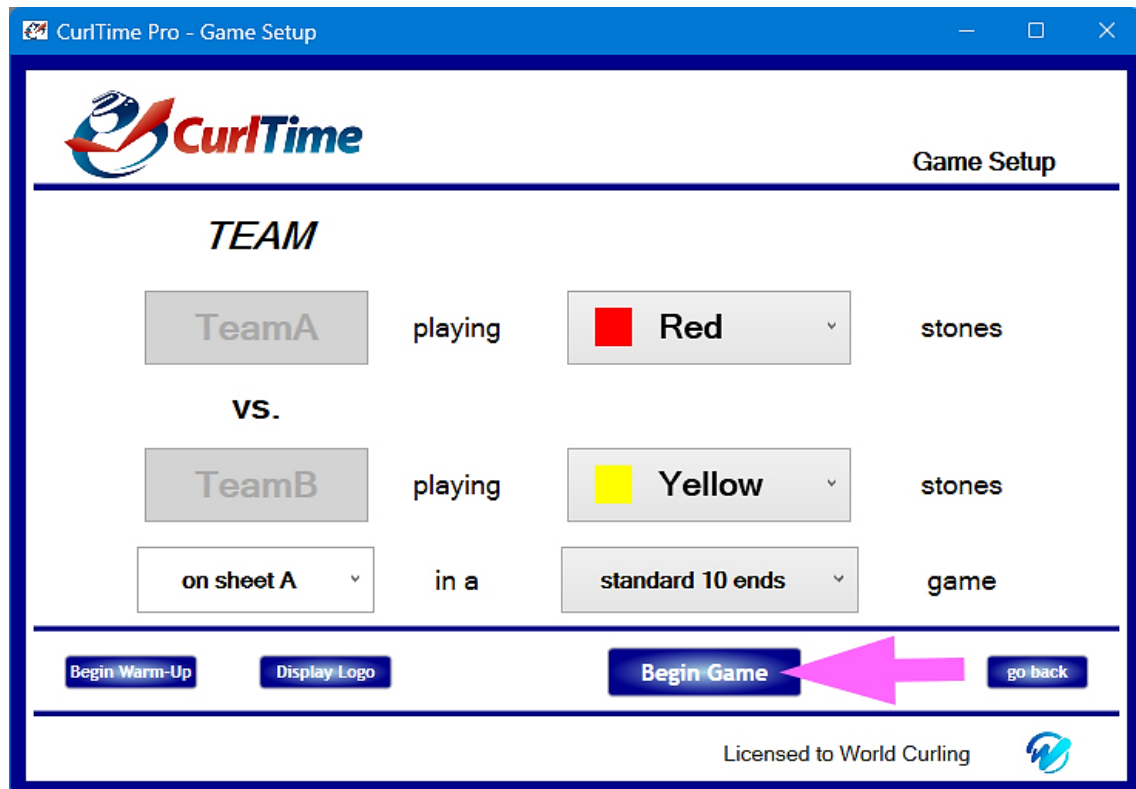 CurlTime Pro - Game Setup
CurlTime
Game Setup
TEAM
TeamA playing Red stones
vs.
TeamB playing Yellow stones
on sheet A in a standard 10 ends game
Begin Warm-Up Display Logo Begin Game go back
Licensed to World Curling